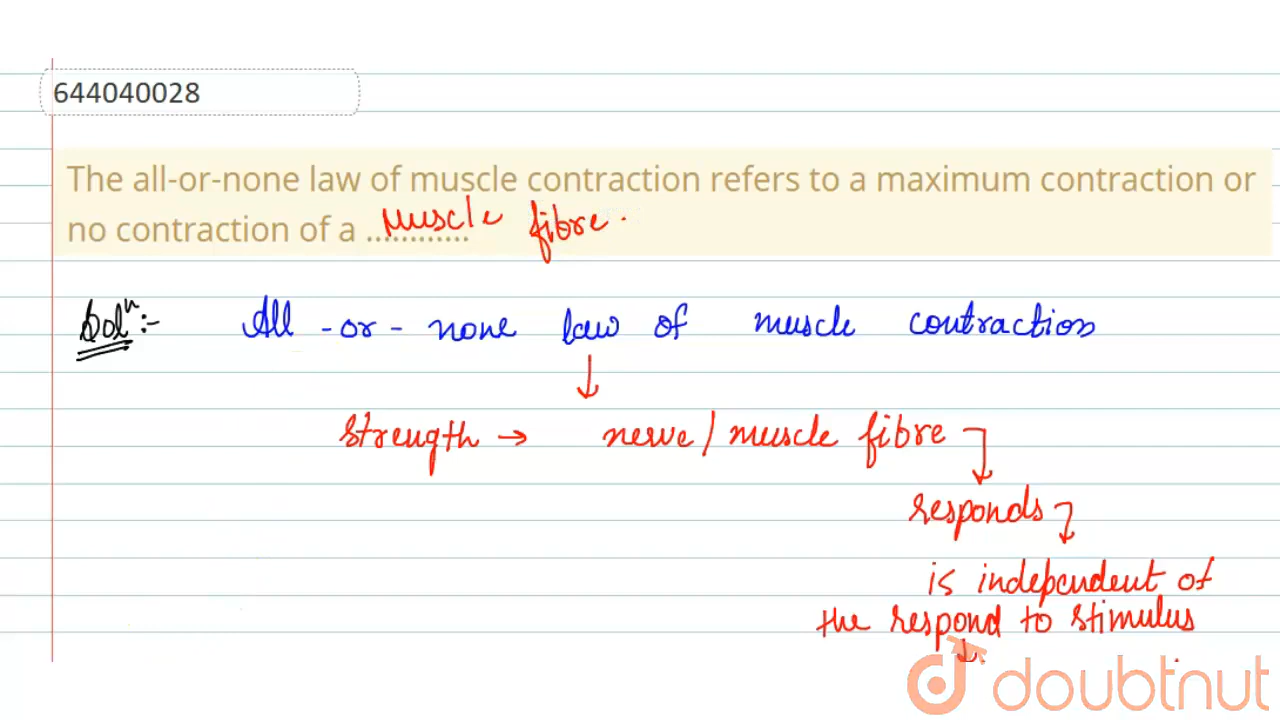 644040028
The all-or-none law of muscle contraction refers to a maximum contraction or
no contraction of a ............ muscle fibre.
Solⁿ:- All-or-none law of muscle contraction
↓
strength → nerve/muscle fibre
responds
is independent of
the respond to stimulus
↓
doubtnut